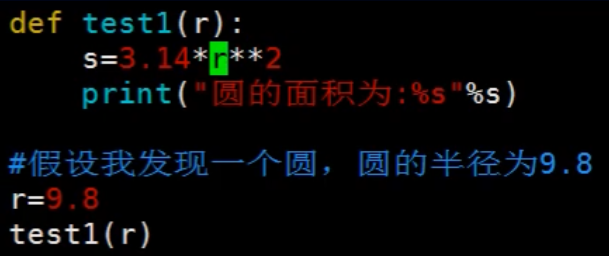 def test1(r):
    s=3.14*r**2
    print("圆的面积为:%s"%s)
#假设我发现一个圆，圆的半径为9.8
r=9.8
test1(r)